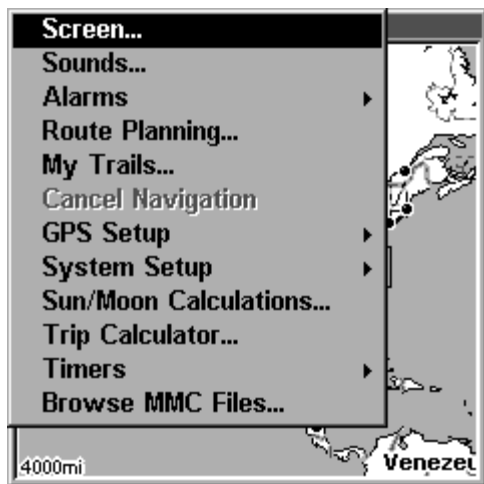 Screen...
Sounds...
Alarms
Route Planning...
My Trails...
Cancel Navigation
GPS Setup
System Setup
Sun/Moon Calculations...
Trip Calculator...
Timers
Browse MMC Files...
4000mi
Venezel